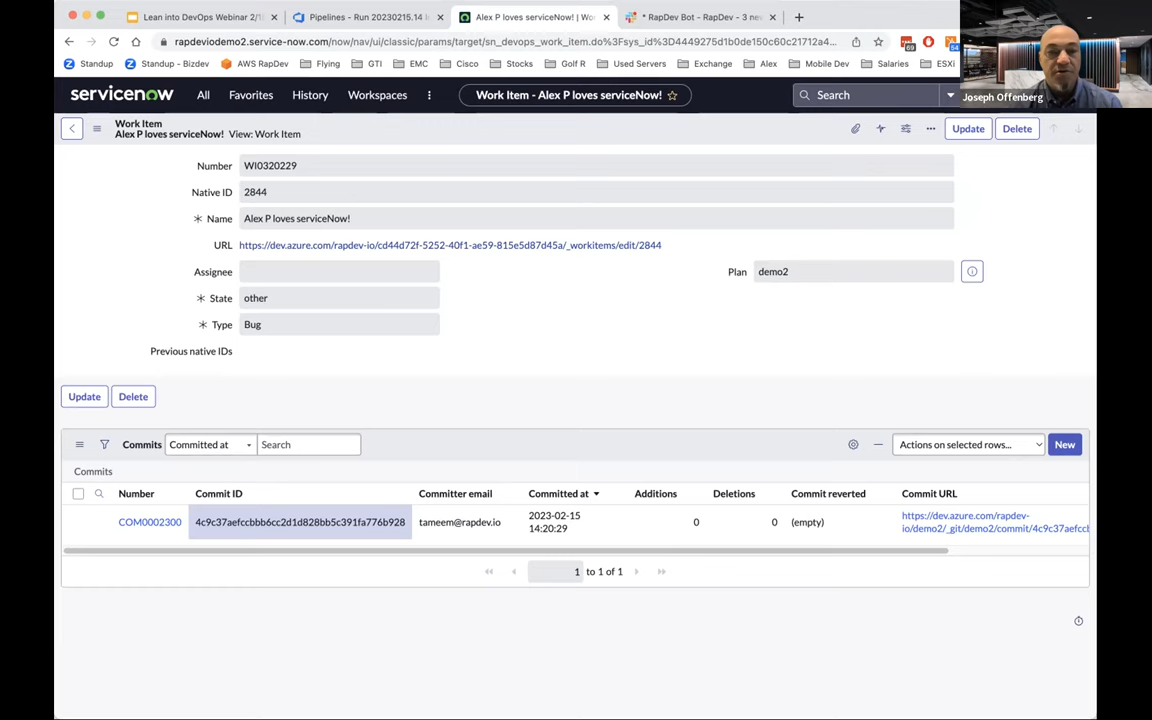 Lean into DevOps Webinar 2/1
Pipelines - Run 20230215.14 l
Alex P loves serviceNow! | Wo
* RapDev Bot - RapDev - 3 nev
rapdeviodemo2.service-now.com/now/nav/ui/classic/params/target/sn_devops_work_item.do%3Fsys_id%3D4449275d1b0de150c60c21712a4...
69
54
Standup
Standup - Bizdev
AWS RapDev
Flying
GTI
EMC
Cisco
Stocks
Golf R
Used Servers
Exchange
Alex
Mobile Dev
Salaries
ESXi
Joseph Offenberg
servicenow
All
Favorites
History
Workspaces
Work Item - Alex P loves serviceNow!
Search
Work Item
Alex P loves serviceNow! View: Work Item
Update
Delete
Number
WI0320229
Native ID
2844
Name
Alex P loves serviceNow!
URL
https://dev.azure.com/rapdev-io/cd44d72f-5252-40f1-ae59-815e5d87d45a/_workitems/edit/2844
Assignee
Plan
demo2
State
other
Type
Bug
Previous native IDs
Update
Delete
Commits
Committed at
Search
Actions on selected rows...
New
Commits
Number
Commit ID
Committer email
Committed at
Additions
Deletions
Commit reverted
Commit URL
COM0002300
4c9c37aefccbbb6cc2d1d828bb5c391fa776b928
tameem@rapdev.io
2023-02-15
14:20:29
0
0
(empty)
https://dev.azure.com/rapdev-
io/demo2/_git/demo2/commit/4c9c37aefccb
1 to 1 of 1